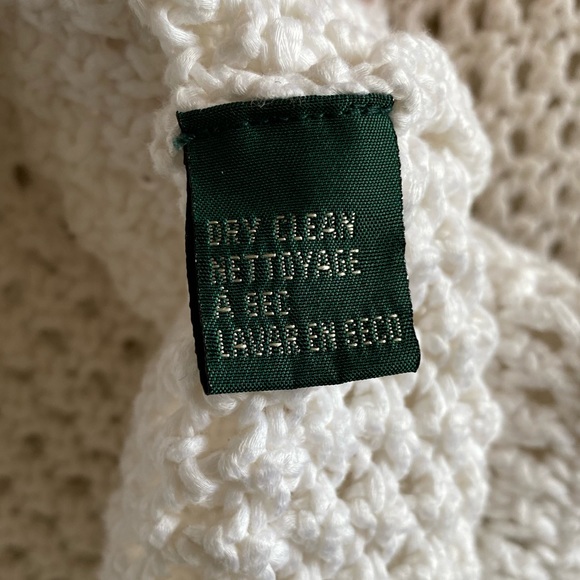 DRY CLEAN
NETTOYAGE
À SEC
LAVAR EN SECO